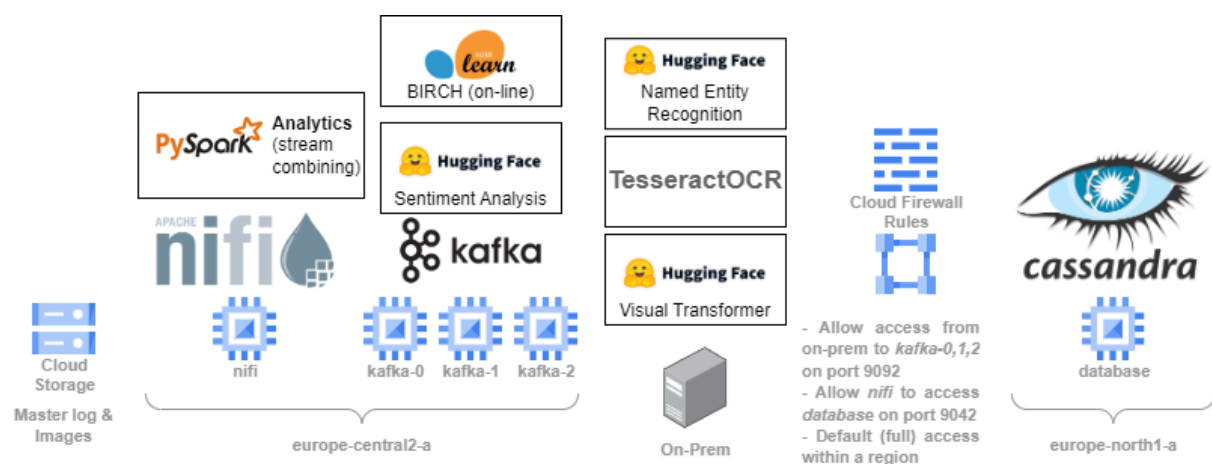 learn
BIRCH (on-line)
Hugging Face
Named Entity
Recognition
PySpark
Analytics
(stream
combining)
Hugging Face
Sentiment Analysis
TesseractOCR
APACHE
nifi
kafka
Hugging Face
Visual Transformer
Cloud Firewall
Rules
cassandra
Cloud
Storage
Master log &
Images
nifi
kafka-0
kafka-1
kafka-2
europe-central2-a
On-Prem
- Allow access from
on-prem to kafka-0,1,2
on port 9092
- Allow nifi to access
database on port 9042
- Default (full) access
within a region
database
europe-north1-a